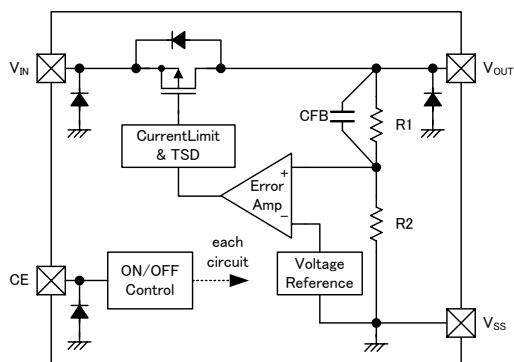 VIN
VOUT
CFB
R1
CurrentLimit
& TSD
+
Error
Amp
−
R2
each
circuit
CE
ON/OFF
Control
Voltage
Reference
VSS